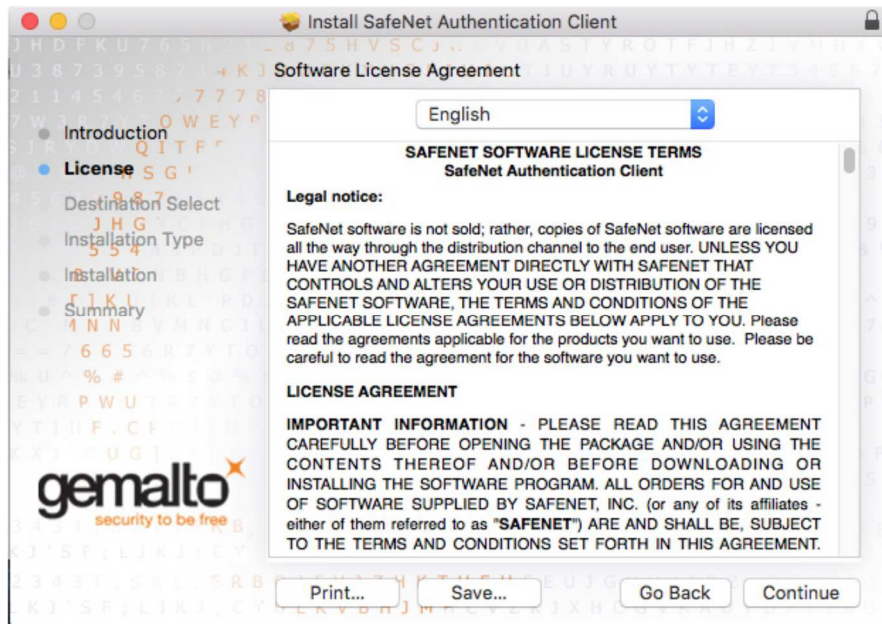 Install SafeNet Authentication Client
Software License Agreement
Introduction
License
Destination Select
Installation Type
Installation
Summary
gemalto
security to be free
English
SAFENET SOFTWARE LICENSE TERMS
SafeNet Authentication Client
Legal notice:
SafeNet software is not sold; rather, copies of SafeNet software are licensed
all the way through the distribution channel to the end user. UNLESS YOU
HAVE ANOTHER AGREEMENT DIRECTLY WITH SAFENET THAT
CONTROLS AND ALTERS YOUR USE OR DISTRIBUTION OF THE
SAFENET SOFTWARE, THE TERMS AND CONDITIONS OF THE
APPLICABLE LICENSE AGREEMENTS BELOW APPLY TO YOU. Please
read the agreements applicable for the products you want to use. Please be
careful to read the agreement for the software you want to use.
LICENSE AGREEMENT
IMPORTANT INFORMATION - PLEASE READ THIS AGREEMENT
CAREFULLY BEFORE OPENING THE PACKAGE AND/OR USING THE
CONTENTS THEREOF AND/OR BEFORE DOWNLOADING OR
INSTALLING THE SOFTWARE PROGRAM. ALL ORDERS FOR AND USE
OF SOFTWARE SUPPLIED BY SAFENET, INC. (or any of its affiliates -
either of them referred to as "SAFENET") ARE AND SHALL BE, SUBJECT
TO THE TERMS AND CONDITIONS SET FORTH IN THIS AGREEMENT.
Print...
Save...
Go Back
Continue